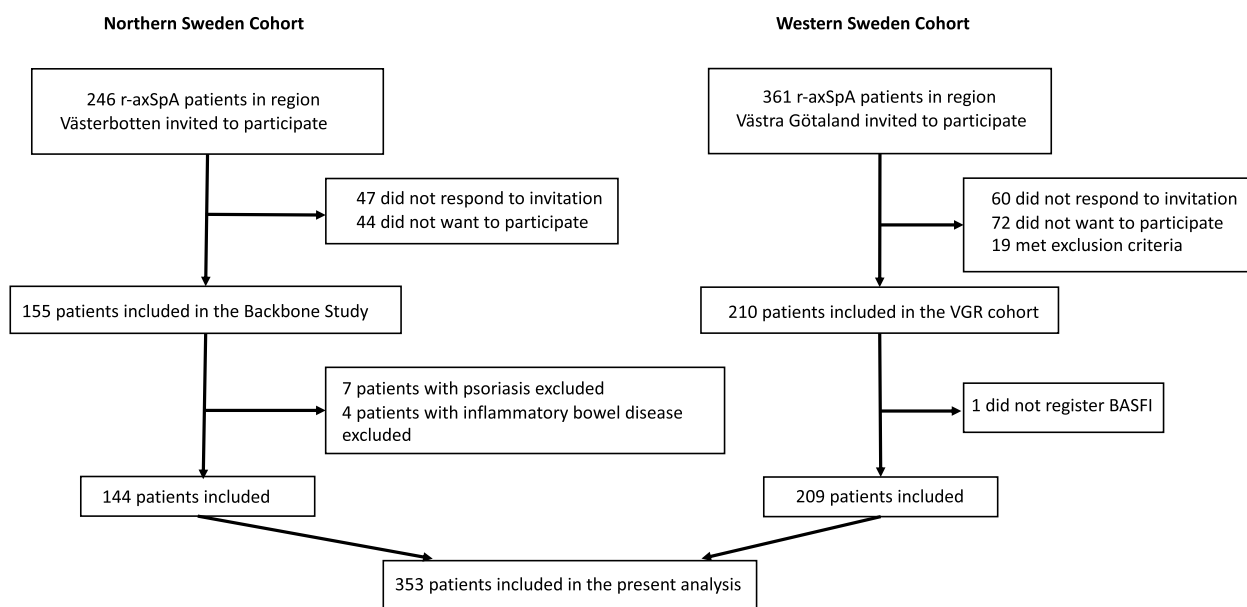 Northern Sweden Cohort
246 r-axSpA patients in region
Västerbotten invited to participate
47 did not respond to invitation
44 did not want to participate
155 patients included in the Backbone Study
7 patients with psoriasis excluded
4 patients with inflammatory bowel disease
excluded
144 patients included
Western Sweden Cohort
361 r-axSpA patients in region
Västra Götaland invited to participate
60 did not respond to invitation
72 did not want to participate
19 met exclusion criteria
210 patients included in the VGR cohort
1 did not register BASFI
209 patients included
353 patients included in the present analysis